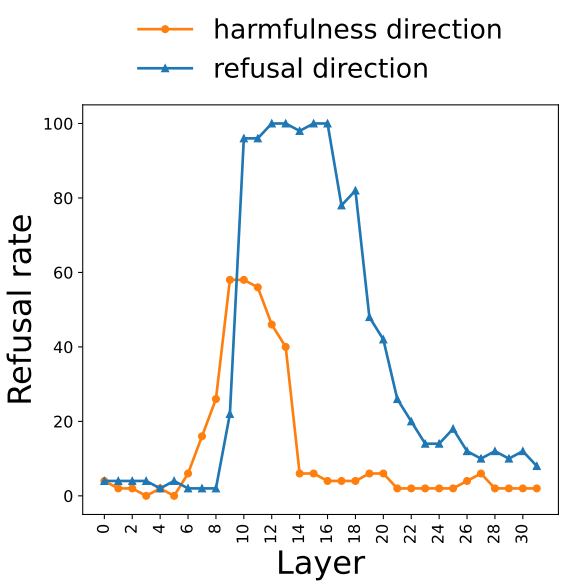 harmfulness direction
refusal direction
100
80
60
40
20
0
Refusal rate
0 2 4 6 8 10 12 14 16 18 20 22 24 26 28 30
Layer